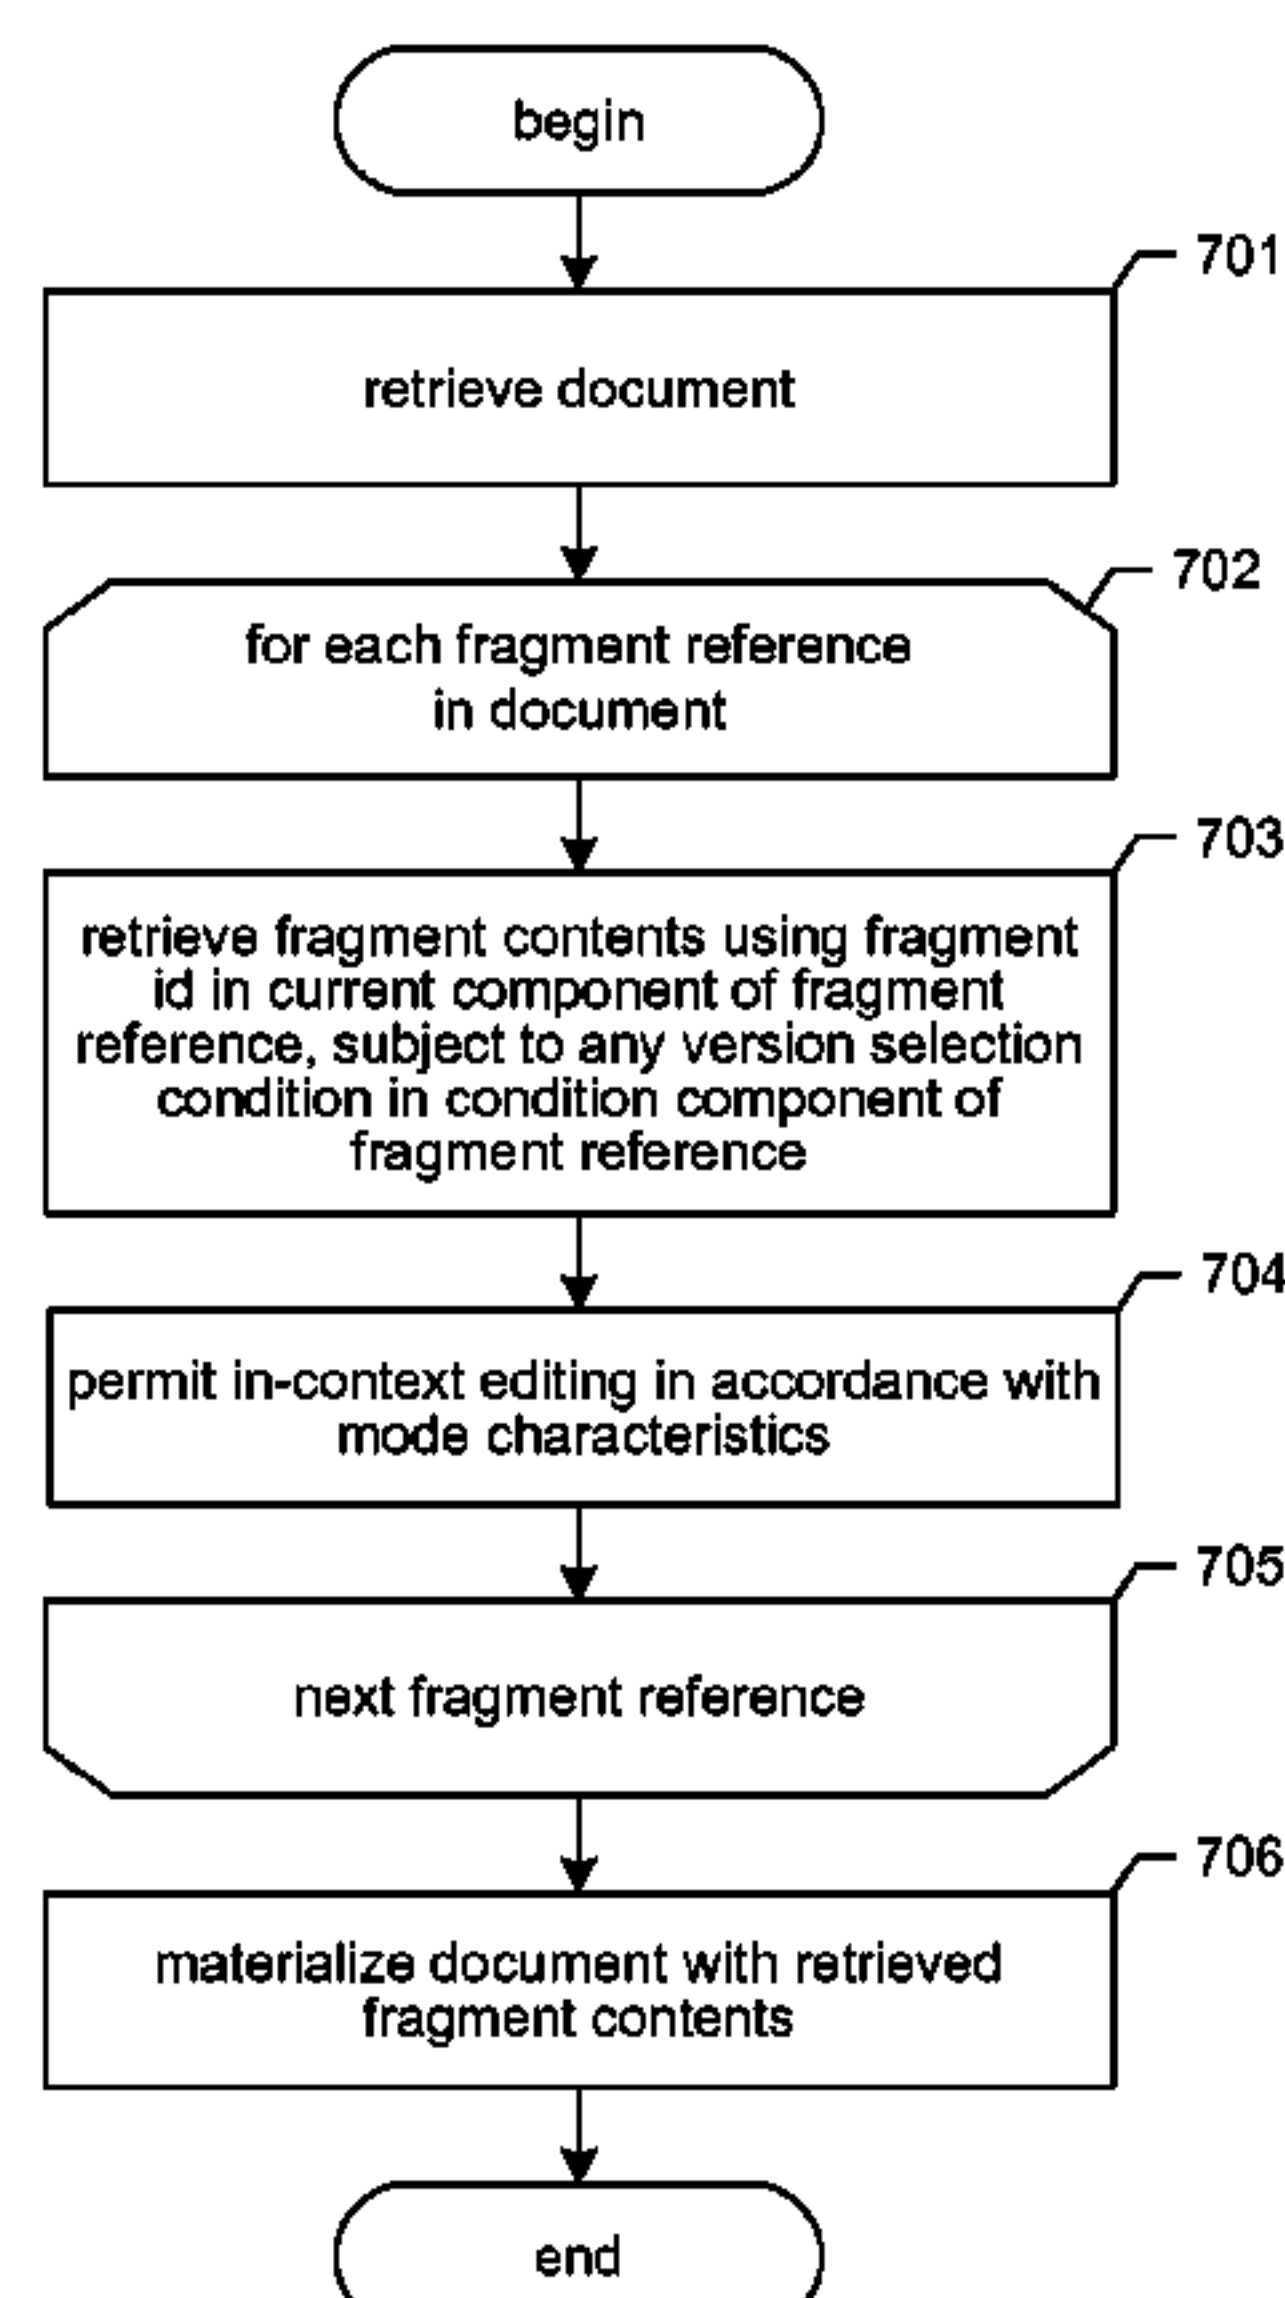 begin
701
retrieve document
702
for each fragment reference
in document
703
retrieve fragment contents using fragment
id in current component of fragment
reference, subject to any version selection
condition in condition component of
fragment reference
704
permit in-context editing in accordance with
mode characteristics
705
next fragment reference
706
materialize document with retrieved
fragment contents
end